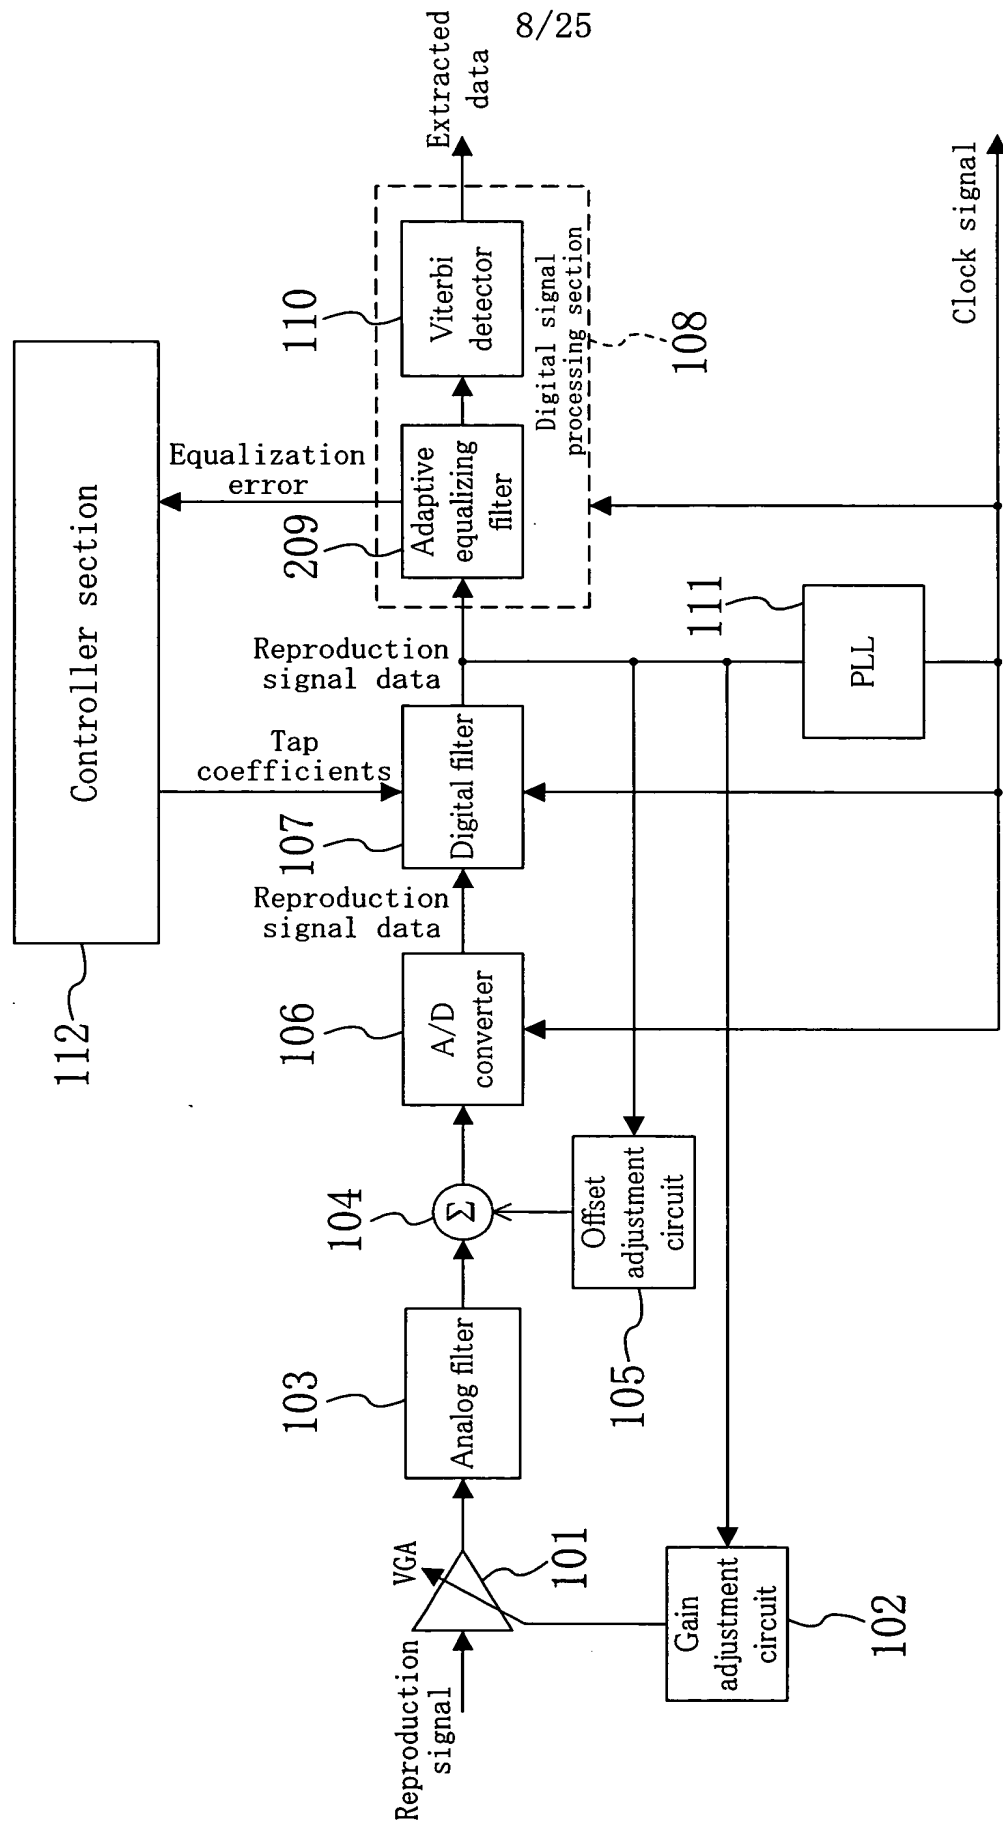 8/25
Controller section
112
Equalization
error
Tap
coefficients
Reproduction
signal
VGA
101
Gain
adjustment
circuit
102
Analog filter
103
Σ
104
Offset
adjustment
circuit
105
A/D
converter
106
Reproduction
signal data
Digital filter
107
Reproduction
signal data
Adaptive
equalizing
filter
209
Viterbi
detector
110
Digital signal
processing section
108
Extracted
data
PLL
111
Clock signal